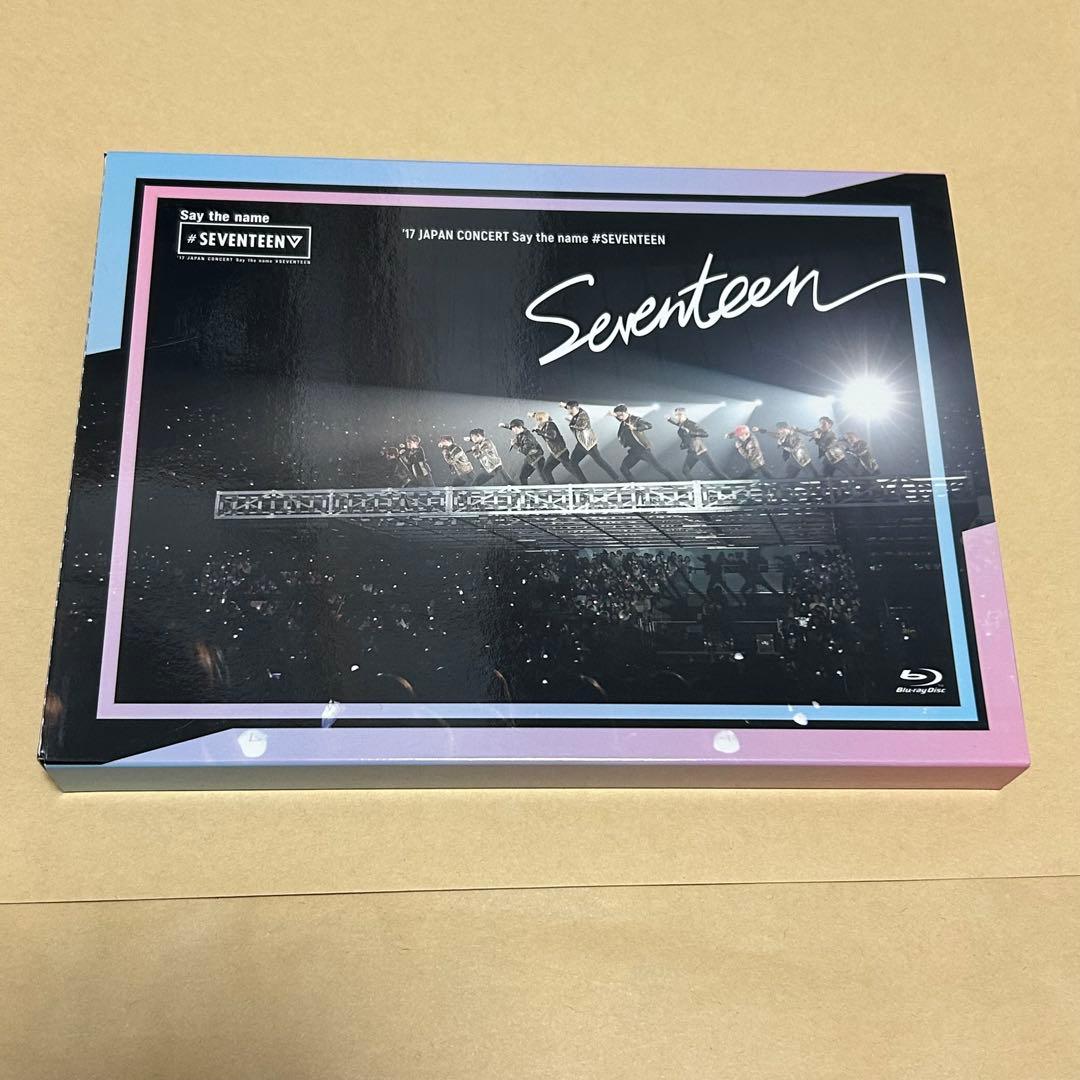 Say the name
# SEVENTEEN
'17 JAPAN CONCERT Say the name #SEVENTEEN
'17 JAPAN CONCERT Say the name #SEVENTEEN
Seventeen
Blu-ray Disc